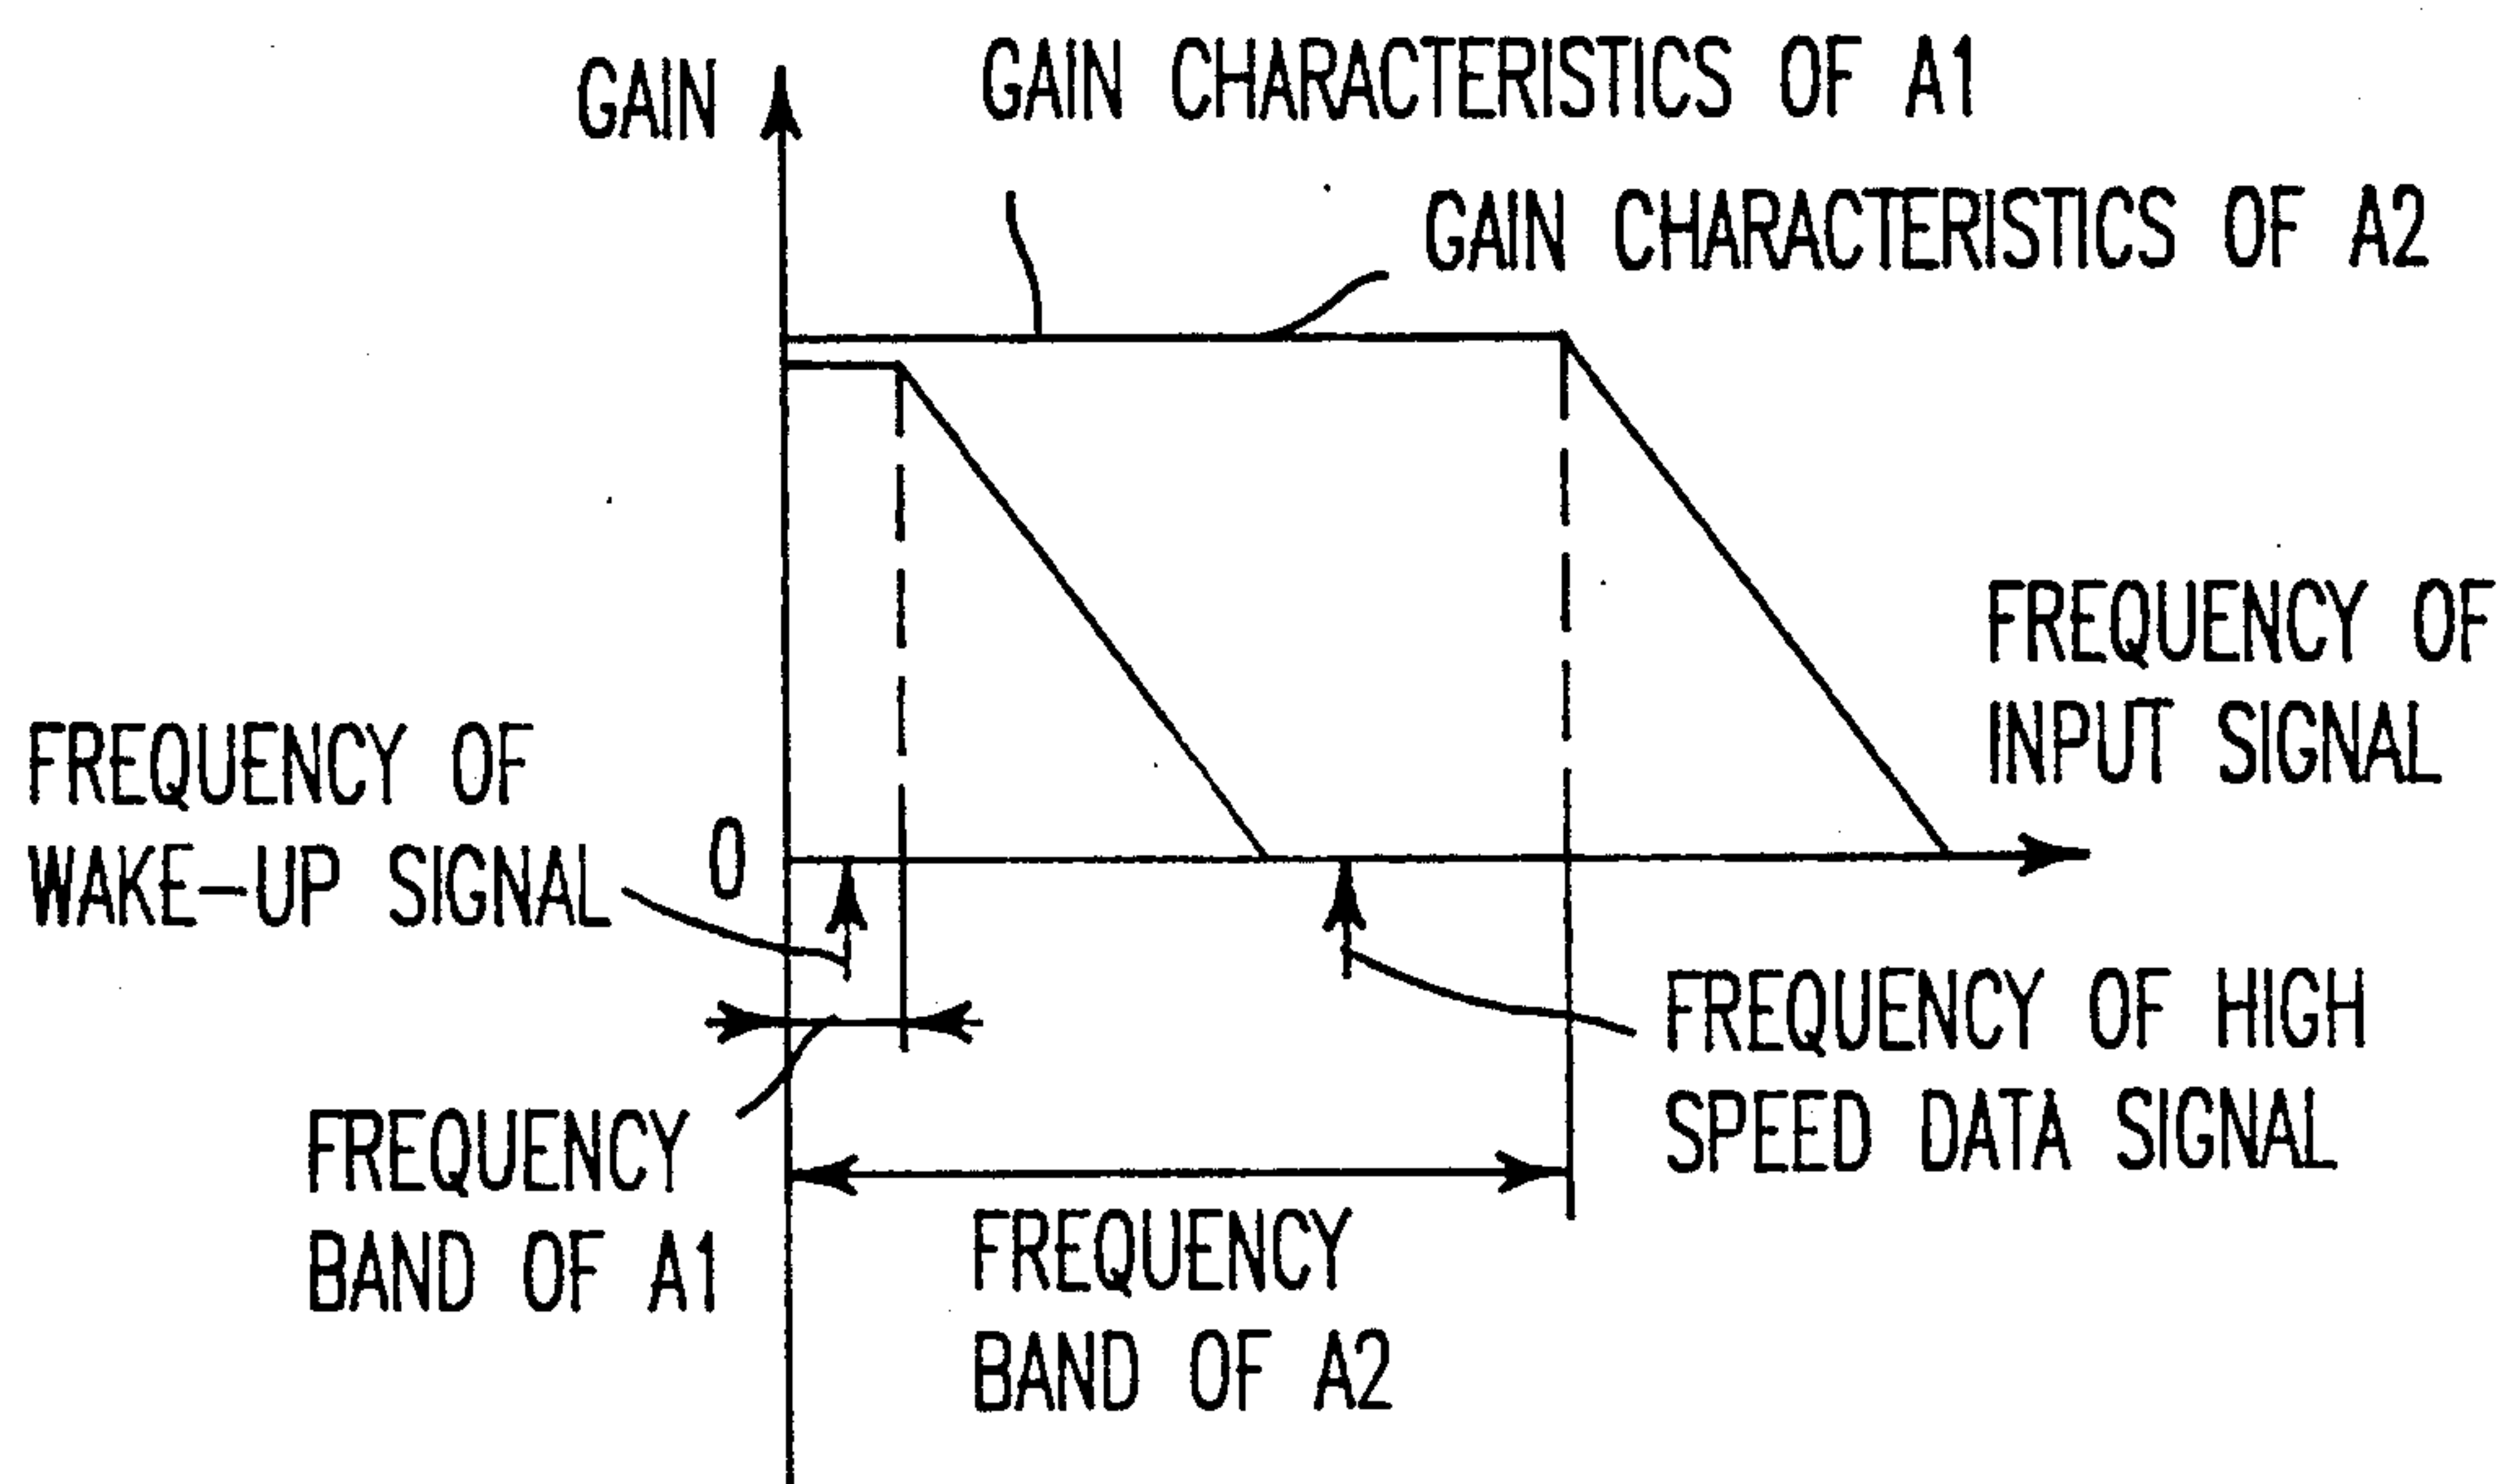 GAIN
GAIN CHARACTERISTICS OF A1
GAIN CHARACTERISTICS OF A2
FREQUENCY OF
INPUT SIGNAL
FREQUENCY OF
WAKE-UP SIGNAL
0
FREQUENCY OF HIGH
SPEED DATA SIGNAL
FREQUENCY
BAND OF A1
FREQUENCY
BAND OF A2